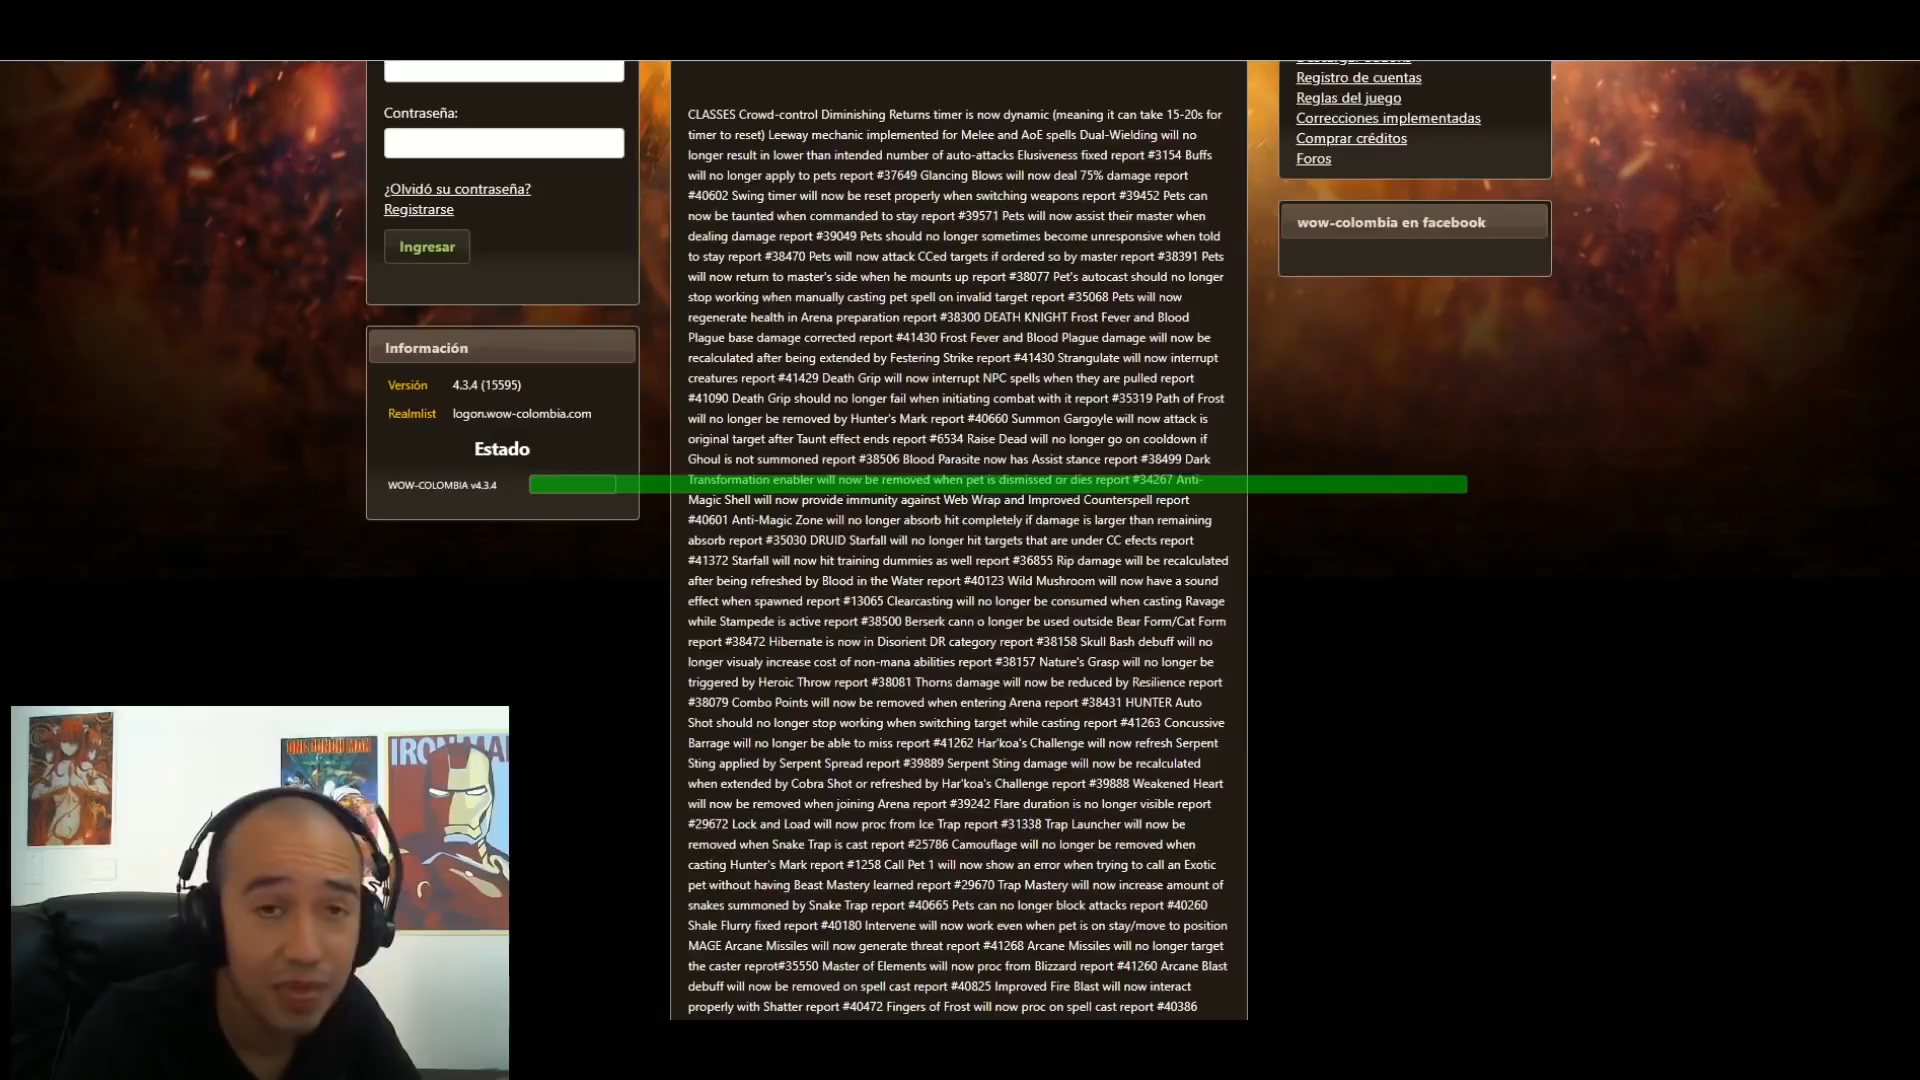 Contraseña:
¿Olvidó su contraseña?
Registrarse
Ingresar
Información
Versión 4.3.4 (15595)
Realmlist logon.wow-colombia.com
Estado
WOW-COLOMBIA v4.3.4
CLASSES Crowd-control Diminishing Returns timer is now dynamic (meaning it can take 15-20s for
timer to reset) Leeway mechanic implemented for Melee and AoE spells Dual-Wielding will no
longer result in lower than intended number of auto-attacks Elusiveness fixed report #3154 Buffs
will no longer apply to pets report #37649 Glancing Blows will now deal 75% damage report
#40602 Swing timer will now be reset properly when switching weapons report #39452 Pets can
now be taunted when commanded to stay report #39571 Pets will now assist their master when
dealing damage report #39049 Pets should no longer sometimes become unresponsive when told
to stay report #38470 Pets will now attack CCed targets if ordered so by master report #38391 Pets
will now return to master's side when he mounts up report #38077 Pet's autocast should no longer
stop working when manually casting pet spell on invalid target report #35068 Pets will now
regenerate health in Arena preparation report #38300 DEATH KNIGHT Frost Fever and Blood
Plague base damage corrected report #41430 Frost Fever and Blood Plague damage will now be
recalculated after being extended by Festering Strike report #41430 Strangulate will now interrupt
creatures report #41429 Death Grip will now interrupt NPC spells when they are pulled report
#41090 Death Grip should no longer fail when initiating combat with it report #35319 Path of Frost
will no longer be removed by Hunter's Mark report #40660 Summon Gargoyle will now attack is
original target after Taunt effect ends report #6534 Raise Dead will no longer go on cooldown if
Ghoul is not summoned report #38506 Blood Parasite now has Assist stance report #38499 Dark
Transformation enabler will now be removed when pet is dismissed or dies report #34267 Anti-
Magic Shell will now provide immunity against Web Wrap and Improved Counterspell report
#40601 Anti-Magic Zone will no longer absorb hit completely if damage is larger than remaining
absorb report #35030 DRUID Starfall will no longer hit targets that are under CC efects report
#41372 Starfall will now hit training dummies as well report #36855 Rip damage will be recalculated
after being refreshed by Blood in the Water report #40123 Wild Mushroom will now have a sound
effect when spawned report #13065 Clearcasting will no longer be consumed when casting Ravage
while Stampede is active report #38500 Berserk cann o longer be used outside Bear Form/Cat Form
report #38472 Hibernate is now in Disorient DR category report #38158 Skull Bash debuff will no
longer visualy increase cost of non-mana abilities report #38157 Nature's Grasp will no longer be
triggered by Heroic Throw report #38081 Thorns damage will now be reduced by Resilience report
#38079 Combo Points will now be removed when entering Arena report #38431 HUNTER Auto
Shot should no longer stop working when switching target while casting report #41263 Concussive
Barrage will no longer be able to miss report #41262 Har'koa's Challenge will now refresh Serpent
Sting applied by Serpent Spread report #39889 Serpent Sting damage will now be recalculated
when extended by Cobra Shot or refreshed by Har'koa's Challenge report #39888 Weakened Heart
will now be removed when joining Arena report #39242 Flare duration is no longer visible report
#29672 Lock and Load will now proc from Ice Trap report #31338 Trap Launcher will now be
removed when Snake Trap is cast report #25786 Camouflage will no longer be removed when
casting Hunter's Mark report #1258 Call Pet 1 will now show an error when trying to call an Exotic
pet without having Beast Mastery learned report #29670 Trap Mastery will now increase amount of
snakes summoned by Snake Trap report #40665 Pets can no longer block attacks report #40260
Shale Flurry fixed report #40180 Intervene will now work even when pet is on stay/move to position
MAGE Arcane Missiles will now generate threat report #41268 Arcane Missiles will no longer target
the caster reprot#35550 Master of Elements will now proc from Blizzard report #41260 Arcane Blast
debuff will now be removed on spell cast report #40825 Improved Fire Blast will now interact
properly with Shatter report #40472 Fingers of Frost will now proc on spell cast report #40386
Registro de cuentas
Reglas del juego
Correcciones implementadas
Comprar créditos
Foros
wow-colombia en facebook
ONE PUNCH MAN
IRON MA